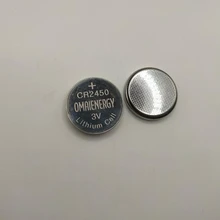 +
CR2450
OMAIENERGY
3V
Lithium Cell